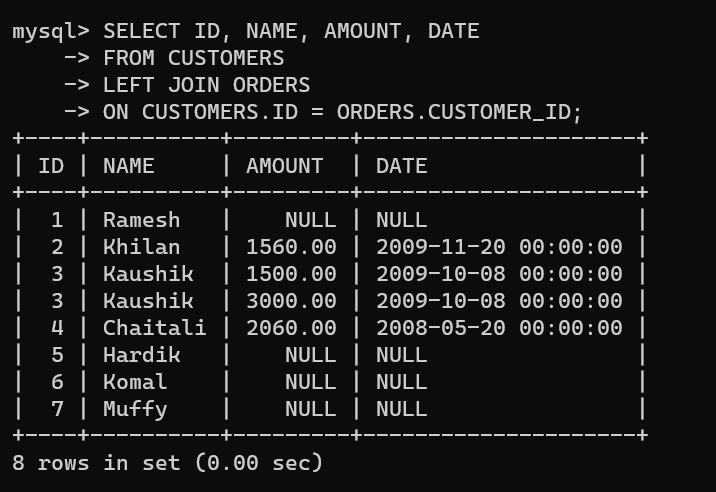 mysql> SELECT ID, NAME, AMOUNT, DATE
    -> FROM CUSTOMERS
    -> LEFT JOIN ORDERS
    -> ON CUSTOMERS.ID = ORDERS.CUSTOMER_ID;
+----+----------+---------+---------------------+
| ID | NAME     | AMOUNT  | DATE                |
+----+----------+---------+---------------------+
|  1 | Ramesh   |    NULL | NULL                |
|  2 | Khilan   | 1560.00 | 2009-11-20 00:00:00 |
|  3 | Kaushik  | 1500.00 | 2009-10-08 00:00:00 |
|  3 | Kaushik  | 3000.00 | 2009-10-08 00:00:00 |
|  4 | Chaitali | 2060.00 | 2008-05-20 00:00:00 |
|  5 | Hardik   |    NULL | NULL                |
|  6 | Komal    |    NULL | NULL                |
|  7 | Muffy    |    NULL | NULL                |
+----+----------+---------+---------------------+
8 rows in set (0.00 sec)